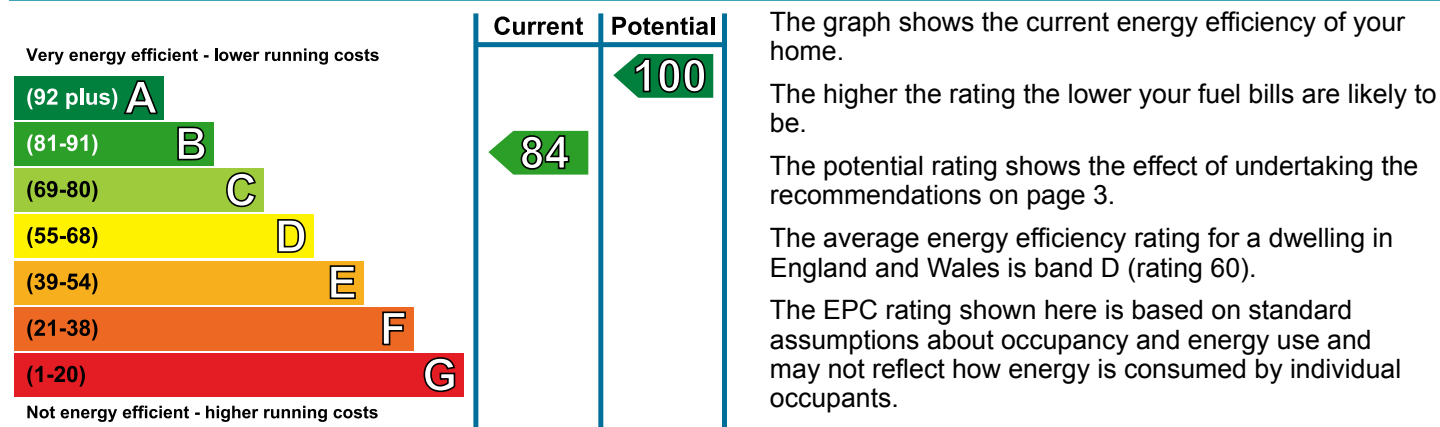 Current Potential
Very energy efficient - lower running costs
(92 plus) A
100
(81-91) B
84
(69-80) C
(55-68) D
(39-54) E
(21-38) F
(1-20) G
Not energy efficient - higher running costs
The graph shows the current energy efficiency of your
home.
The higher the rating the lower your fuel bills are likely to
be.
The potential rating shows the effect of undertaking the
recommendations on page 3.
The average energy efficiency rating for a dwelling in
England and Wales is band D (rating 60).
The EPC rating shown here is based on standard
assumptions about occupancy and energy use and
may not reflect how energy is consumed by individual
occupants.